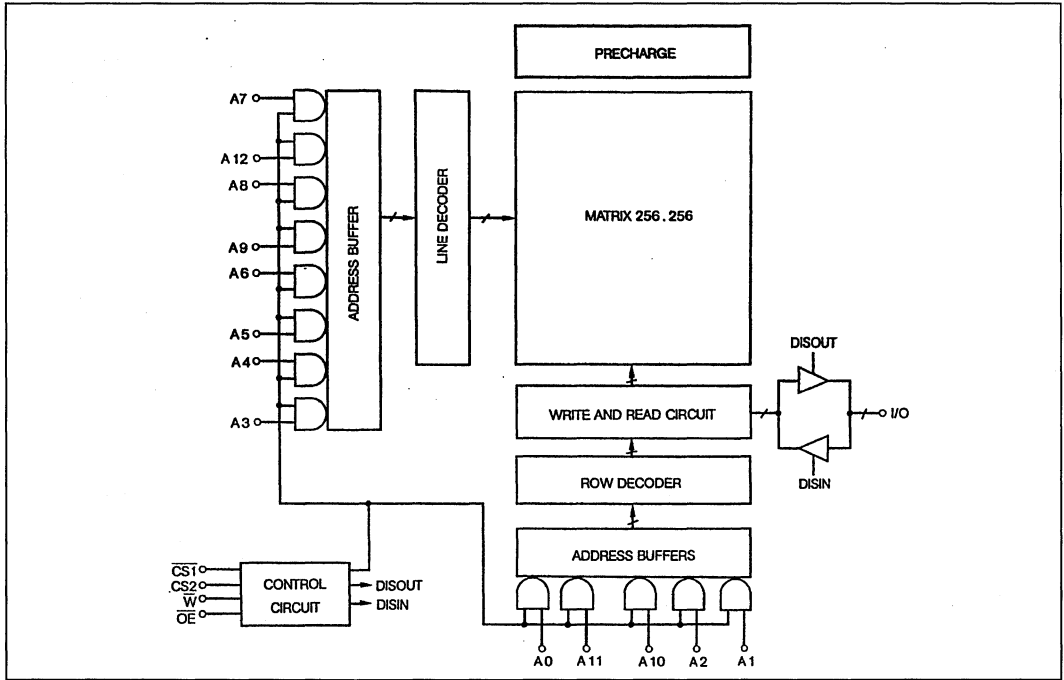 PRECHARGE
A7
A12
A8
A9
A6
A5
A4
A3
ADDRESS BUFFER
LINE DECODER
MATRIX 256.256
DISOUT
WRITE AND READ CIRCUIT
I/O
DISIN
ROW DECODER
ADDRESS BUFFERS
CS1
CS2
W
OE
CONTROL
CIRCUIT
DISOUT
DISIN
A0
A11
A10
A2
A1